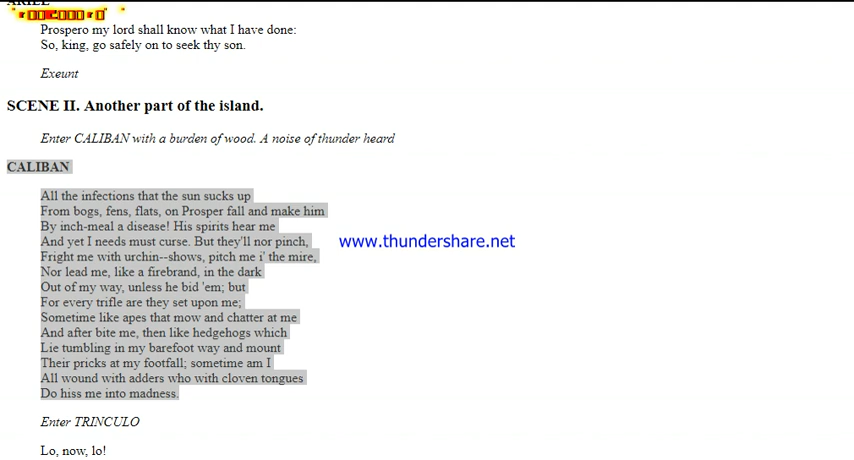 ARIEL
Prospero my lord shall know what I have done:
So, king, go safely on to seek thy son.
Exeunt
SCENE II. Another part of the island.
Enter CALIBAN with a burden of wood. A noise of thunder heard
CALIBAN
All the infections that the sun sucks up
From bogs, fens, flats, on Prosper fall and make him
By inch-meal a disease! His spirits hear me
And yet I needs must curse. But they'll nor pinch,
www.thundershare.net
Fright me with urchin--shows, pitch me i' the mire,
Nor lead me, like a firebrand, in the dark
Out of my way, unless he bid 'em; but
For every trifle are they set upon me;
Sometime like apes that mow and chatter at me
And after bite me, then like hedgehogs which
Lie tumbling in my barefoot way and mount
Their pricks at my footfall; sometime am I
All wound with adders who with cloven tongues
Do hiss me into madness.
Enter TRINCULO
Lo, now, lo!